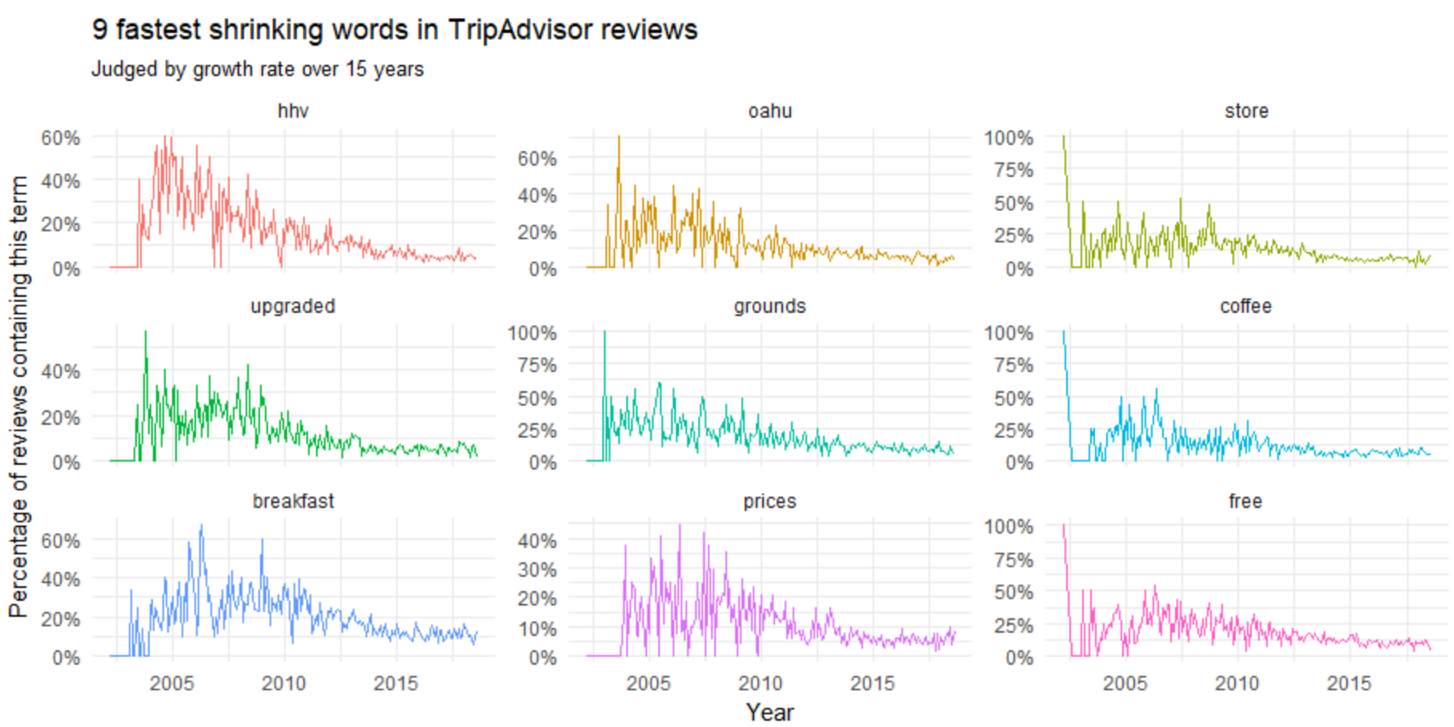 9 fastest shrinking words in TripAdvisor reviews
Judged by growth rate over 15 years
Percentage of reviews containing this term
hhv
60%
40%
20%
0%
oahu
60%
40%
20%
0%
store
100%
75%
50%
25%
0%
upgraded
40%
20%
0%
grounds
100%
75%
50%
25%
0%
coffee
100%
75%
50%
25%
0%
breakfast
60%
40%
20%
0%
2005 2010 2015
prices
40%
30%
20%
10%
0%
2005 2010 2015
free
100%
75%
50%
25%
0%
2005 2010 2015
Year